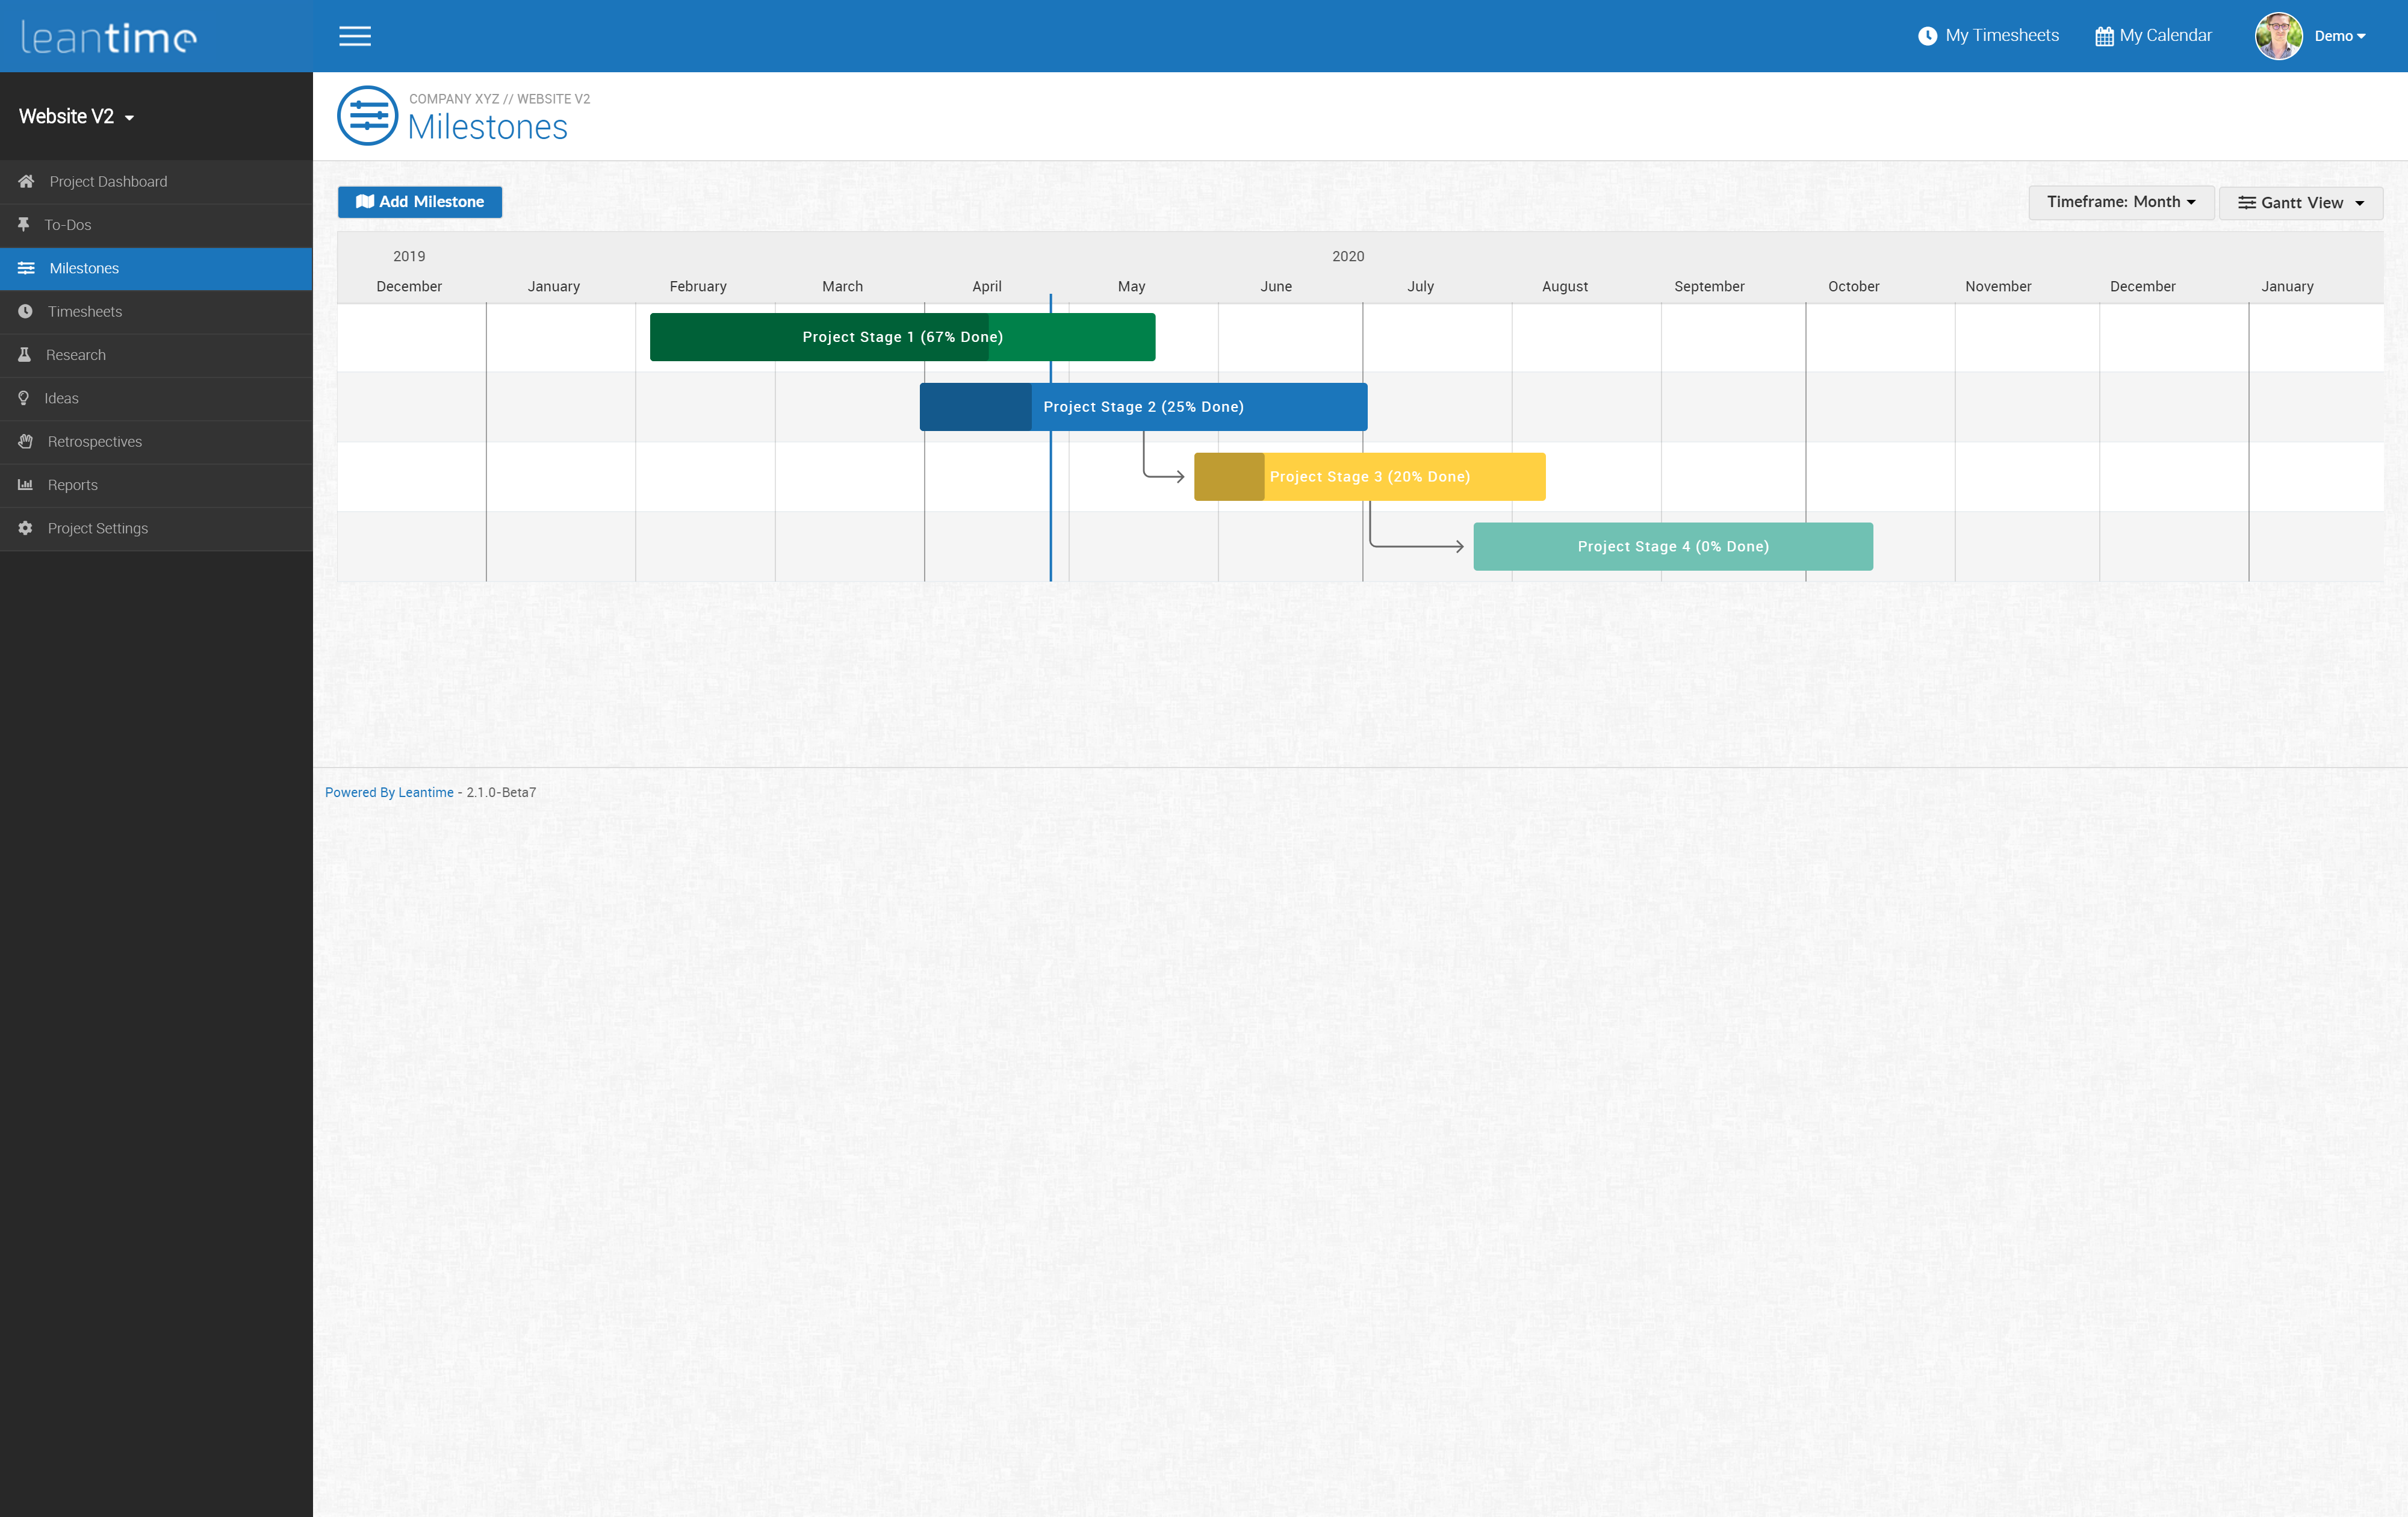 leantime
My Timesheets
My Calendar
Demo
Website V2
Project Dashboard
To-Dos
Milestones
Timesheets
Research
Ideas
Retrospectives
Reports
Project Settings
COMPANY XYZ // WEBSITE V2
Milestones
Add Milestone
Timeframe: Month
Gantt View
2019 2020
December January February March April May June July August September October November December January
Project Stage 1 (67% Done)
Project Stage 2 (25% Done)
Project Stage 3 (20% Done)
Project Stage 4 (0% Done)
Powered By Leantime - 2.1.0-Beta7